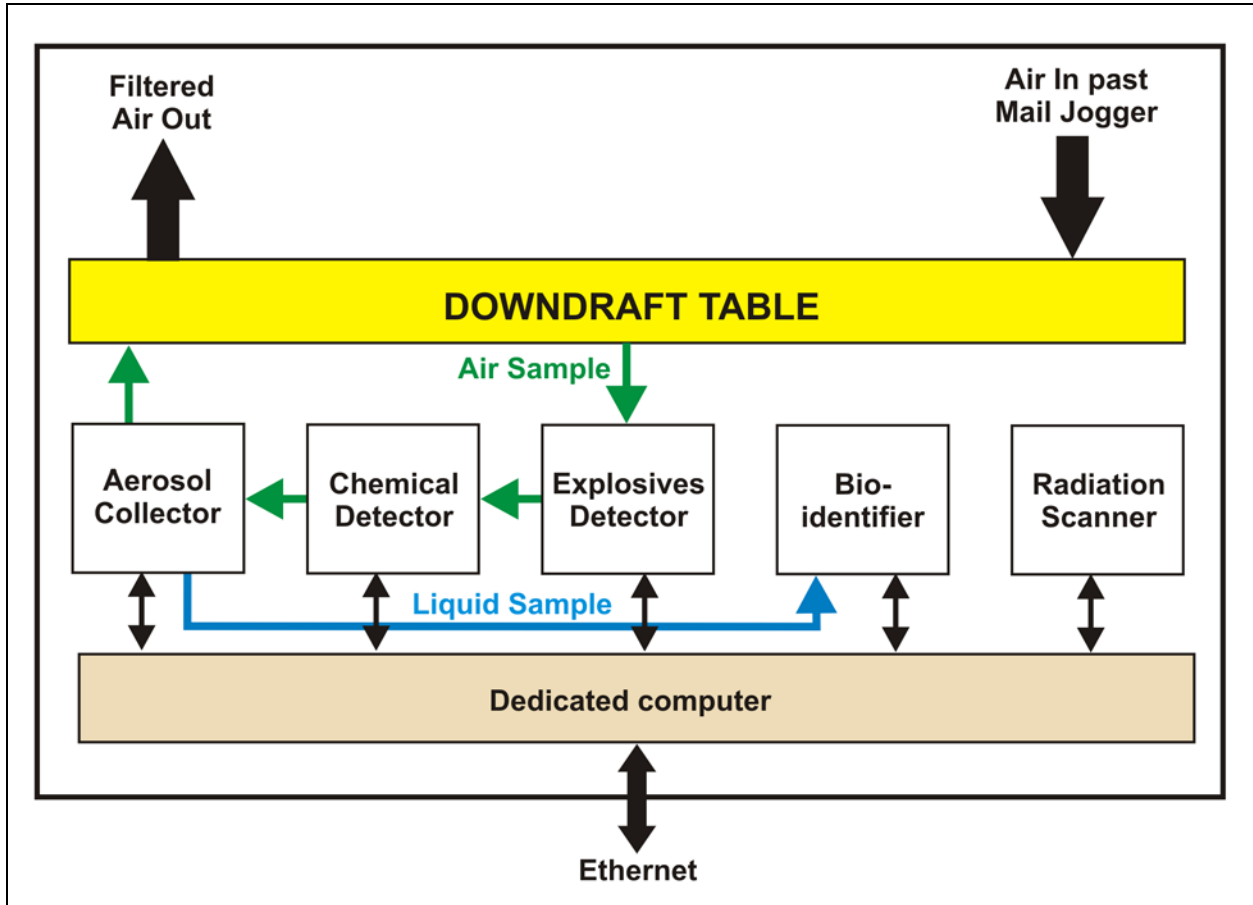 Filtered
Air Out
Air In past
Mail Jogger
DOWNDRAFT TABLE
Air Sample
Aerosol
Collector
Chemical
Detector
Explosives
Detector
Bio-
identifier
Radiation
Scanner
Liquid Sample
Dedicated computer
Ethernet